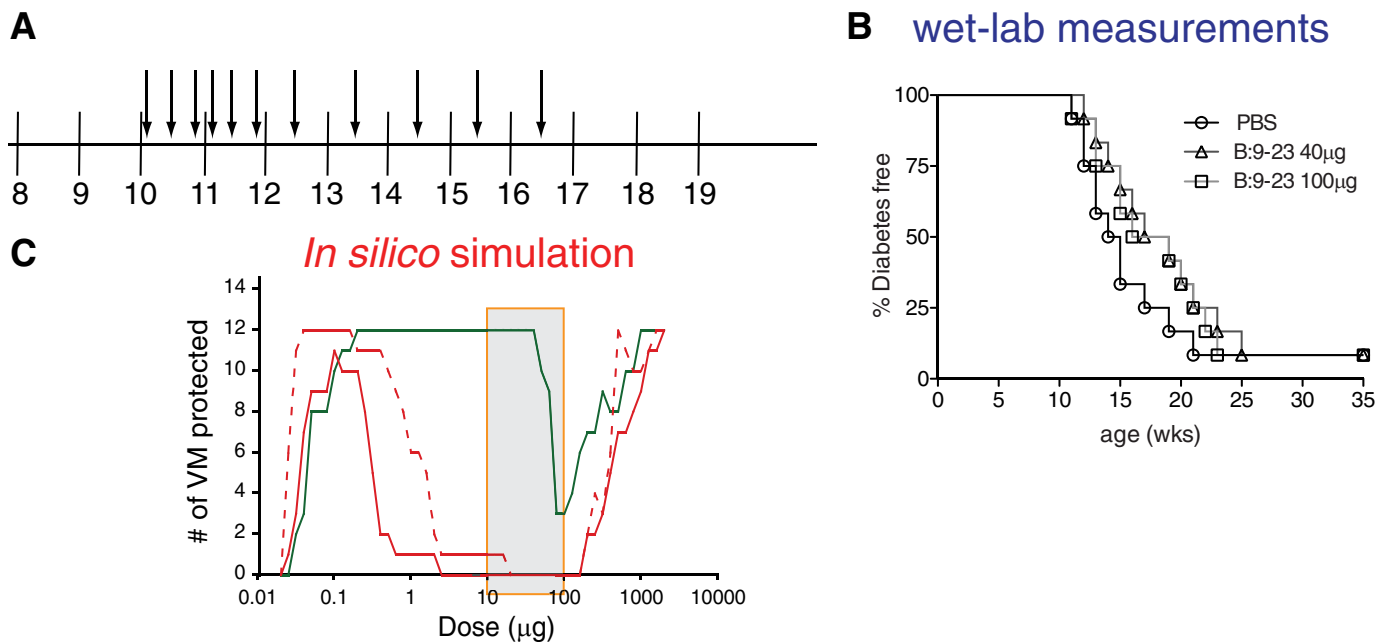 A
8 9 10 11 12 13 14 15 16 17 18 19
B wet-lab measurements
100
75
50
25
0
% Diabetes free
0 5 10 15 20 25 30 35
age (wks)
PBS
B:9-23 40µg
B:9-23 100µg
C In silico simulation
14
12
10
8
6
4
2
0
# of VM protected
0.01 0.1 1 10 100 1000 10000
Dose (µg)